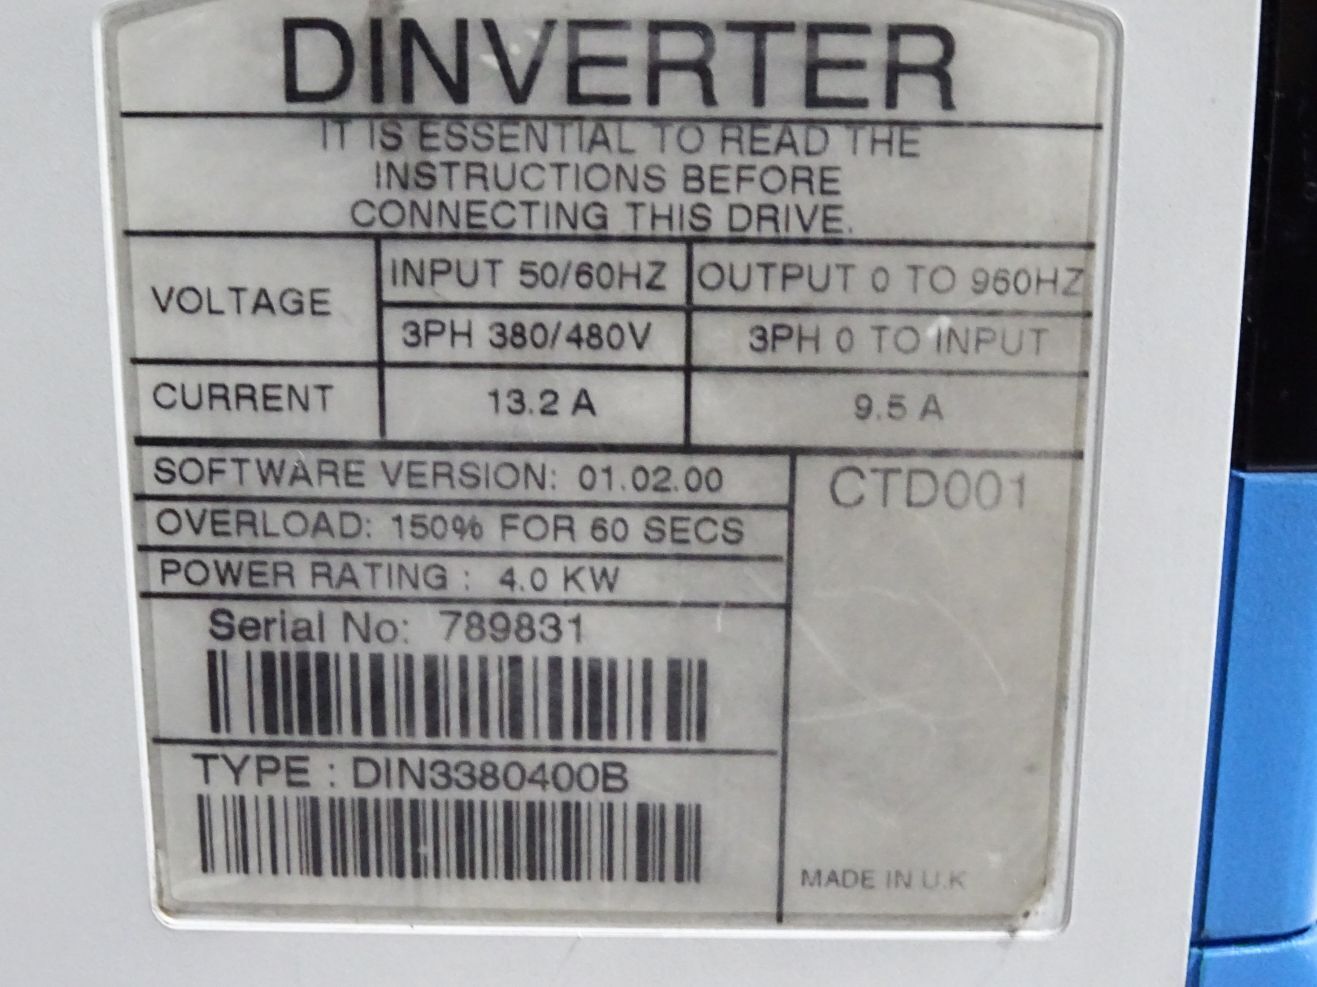 DINVERTER
IT IS ESSENTIAL TO READ THE
INSTRUCTIONS BEFORE
CONNECTING THIS DRIVE.
VOLTAGE
INPUT 50/60HZ
OUTPUT 0 TO 960HZ
3PH 380/480V
3PH 0 TO INPUT
CURRENT
13.2 A
9.5 A
SOFTWARE VERSION: 01.02.00
OVERLOAD: 150% FOR 60 SECS
POWER RATING : 4.0 KW
CTD001
Serial No: 789831
TYPE : DIN3380400B
MADE IN U.K